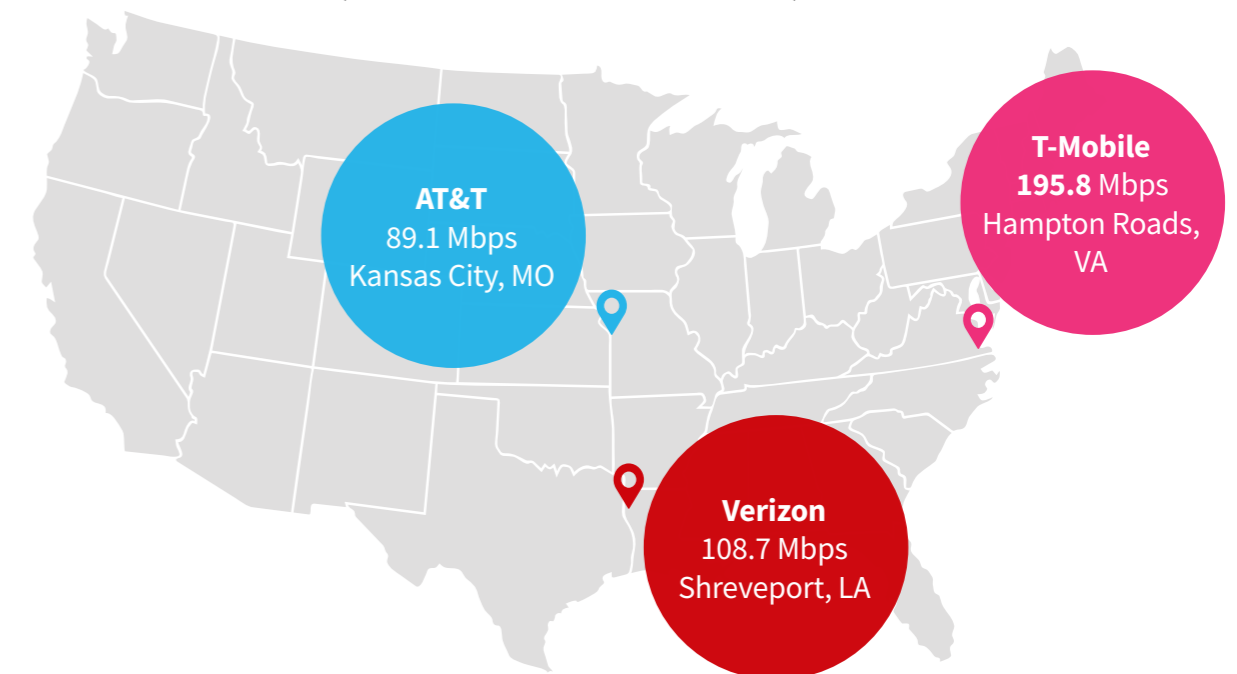 AT&T
89.1 Mbps
Kansas City, MO
T-Mobile
195.8 Mbps
Hampton Roads,
VA
Verizon
108.7 Mbps
Shreveport, LA